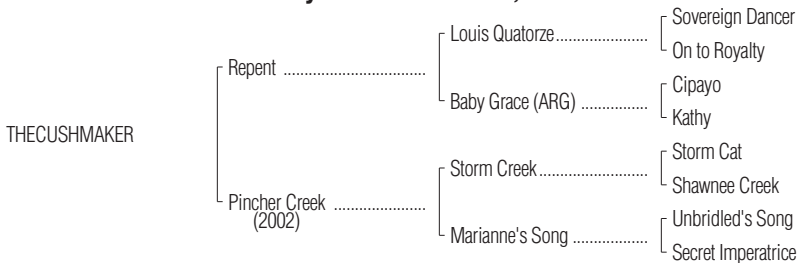 Sovereign Dancer
Louis Quatorze......................
On to Royalty
Repent ..................................
Cipayo
Baby Grace (ARG) ................
Kathy
THECUSHMAKER
Storm Cat
Storm Creek..........................
Shawnee Creek
Pincher Creek ......................
(2002)
Unbridled's Song
Marianne's Song ..................
Secret Imperatrice